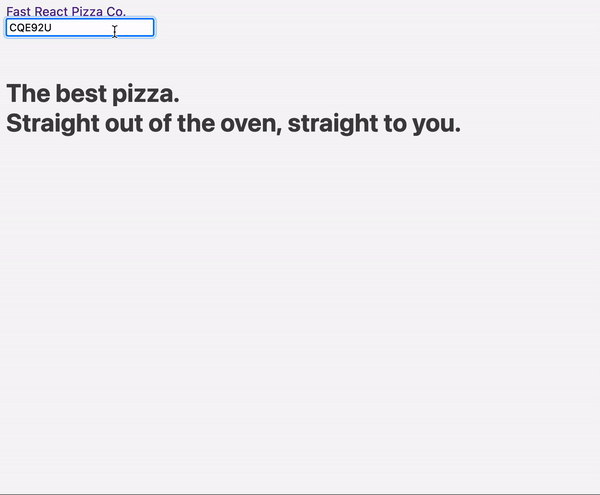 Fast React Pizza Co.
CQE92U
The best pizza.
Straight out of the oven, straight to you.